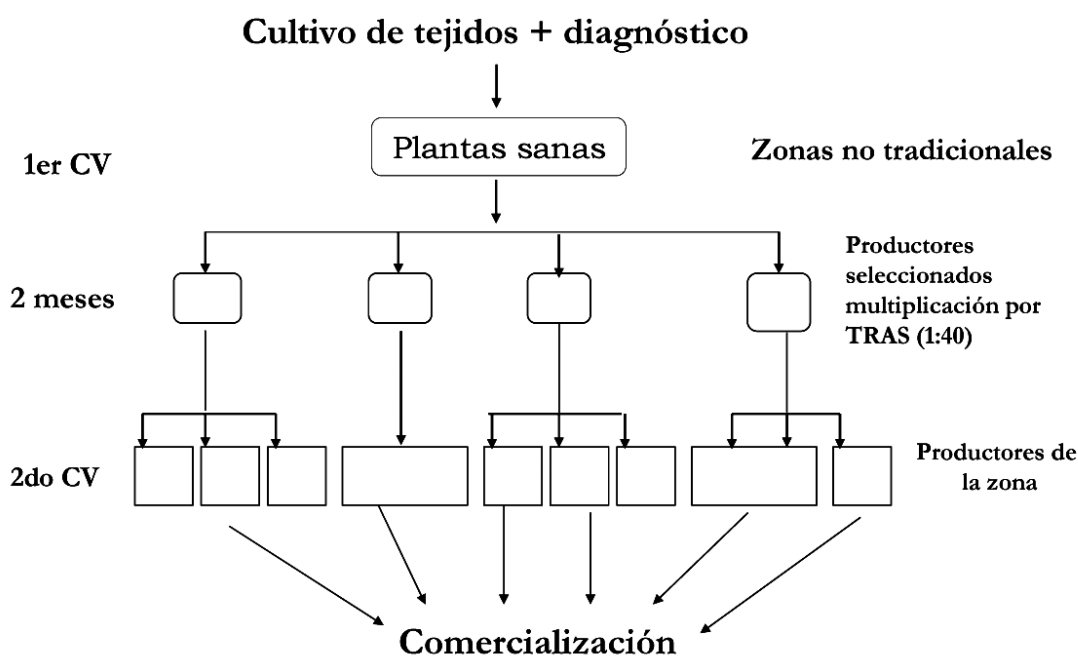 Cultivo de tejidos + diagnóstico
1er CV
Plantas sanas
Zonas no tradicionales
2 meses
Productores
seleccionados
multiplicación por
TRAS (1:40)
2do CV
Productores de
la zona
Comercialización